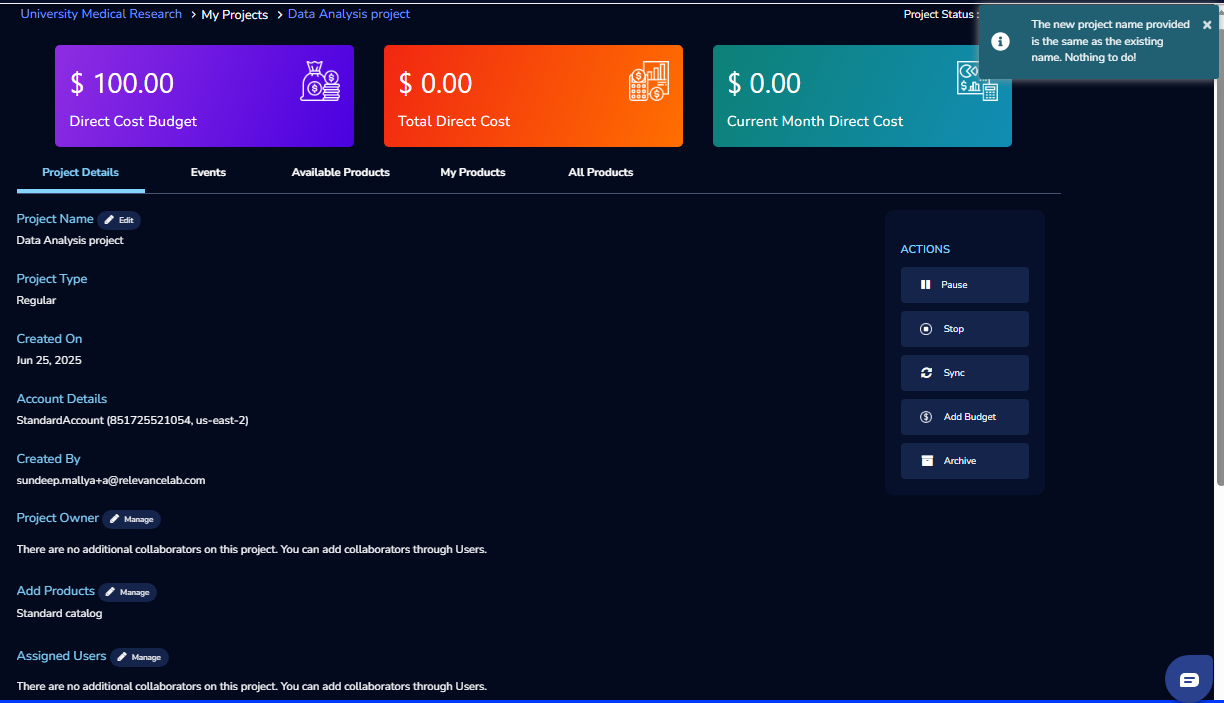 University Medical Research > My Projects > Data Analysis project
Project Status :
The new project name provided
is the same as the existing
name. Nothing to do!
$ 100.00
Direct Cost Budget
$ 0.00
Total Direct Cost
$ 0.00
Current Month Direct Cost
Project Details
Events
Available Products
My Products
All Products
Project Name Edit
Data Analysis project
Project Type
Regular
Created On
Jun 25, 2025
Account Details
StandardAccount (851725521054, us-east-2)
Created By
sundeep.mallya+a@relevancelab.com
Project Owner Manage
There are no additional collaborators on this project. You can add collaborators through Users.
Add Products Manage
Standard catalog
Assigned Users Manage
There are no additional collaborators on this project. You can add collaborators through Users.
ACTIONS
Pause
Stop
Sync
Add Budget
Archive